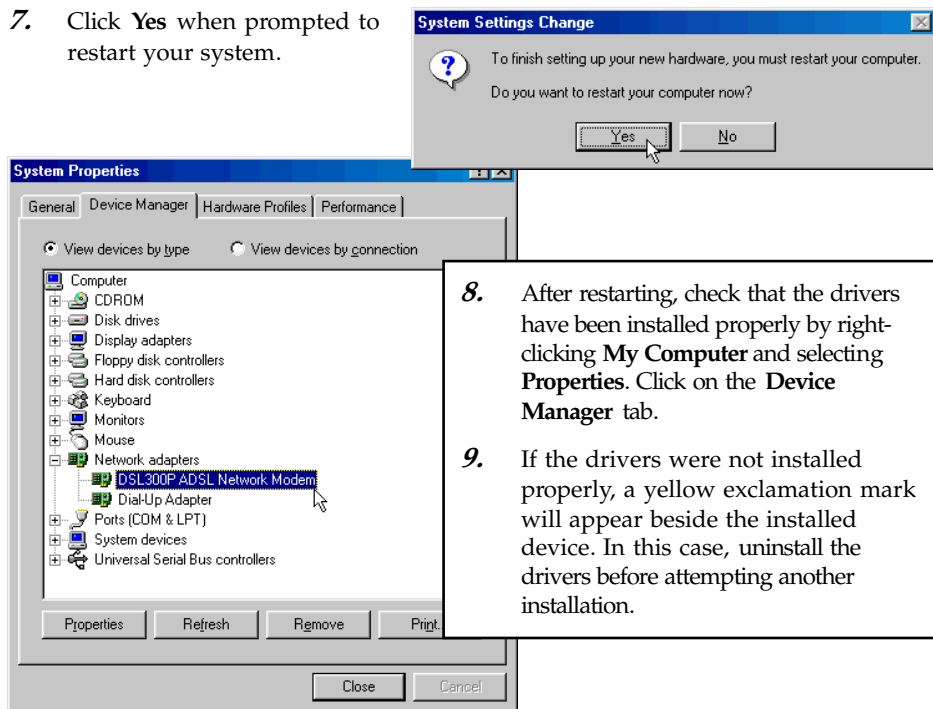 7. Click Yes when prompted to
restart your system.
System Settings Change
To finish setting up your new hardware, you must restart your computer.
Do you want to restart your computer now?
Yes No
System Properties
General Device Manager Hardware Profiles Performance
View devices by type View devices by connection
Computer
CDROM
Disk drives
Display adapters
Floppy disk controllers
Hard disk controllers
Keyboard
Monitors
Mouse
Network adapters
DSL300P ADSL Network Modem
Dial-Up Adapter
Ports (COM & LPT)
System devices
Universal Serial Bus controllers
Properties Refresh Remove Print.
Close Cancel
8. After restarting, check that the drivers
have been installed properly by right-
clicking My Computer and selecting
Properties. Click on the Device
Manager tab.
9. If the drivers were not installed
properly, a yellow exclamation mark
will appear beside the installed
device. In this case, uninstall the
drivers before attempting another
installation.